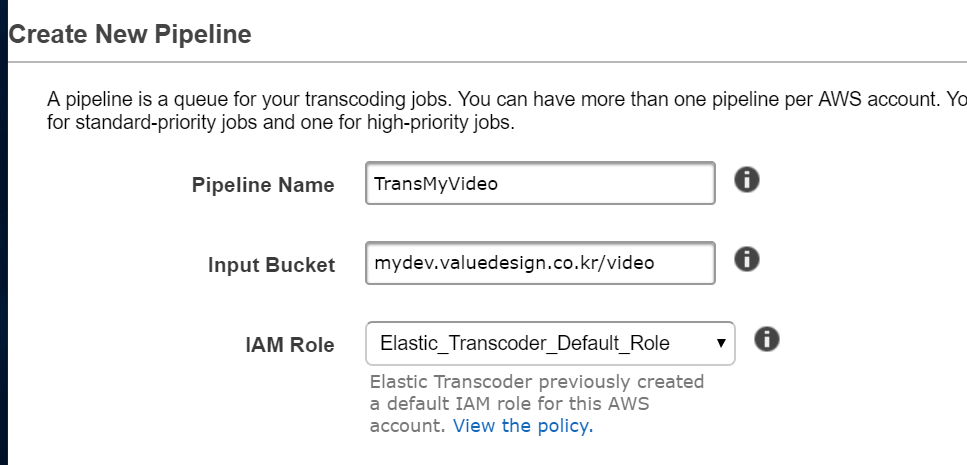 Create New Pipeline
A pipeline is a queue for your transcoding jobs. You can have more than one pipeline per AWS account. Yo
for standard-priority jobs and one for high-priority jobs.
Pipeline Name TransMyVideo
Input Bucket mydev.valuedesign.co.kr/video
IAM Role Elastic_Transcoder_Default_Role
Elastic Transcoder previously created
a default IAM role for this AWS
account. View the policy.